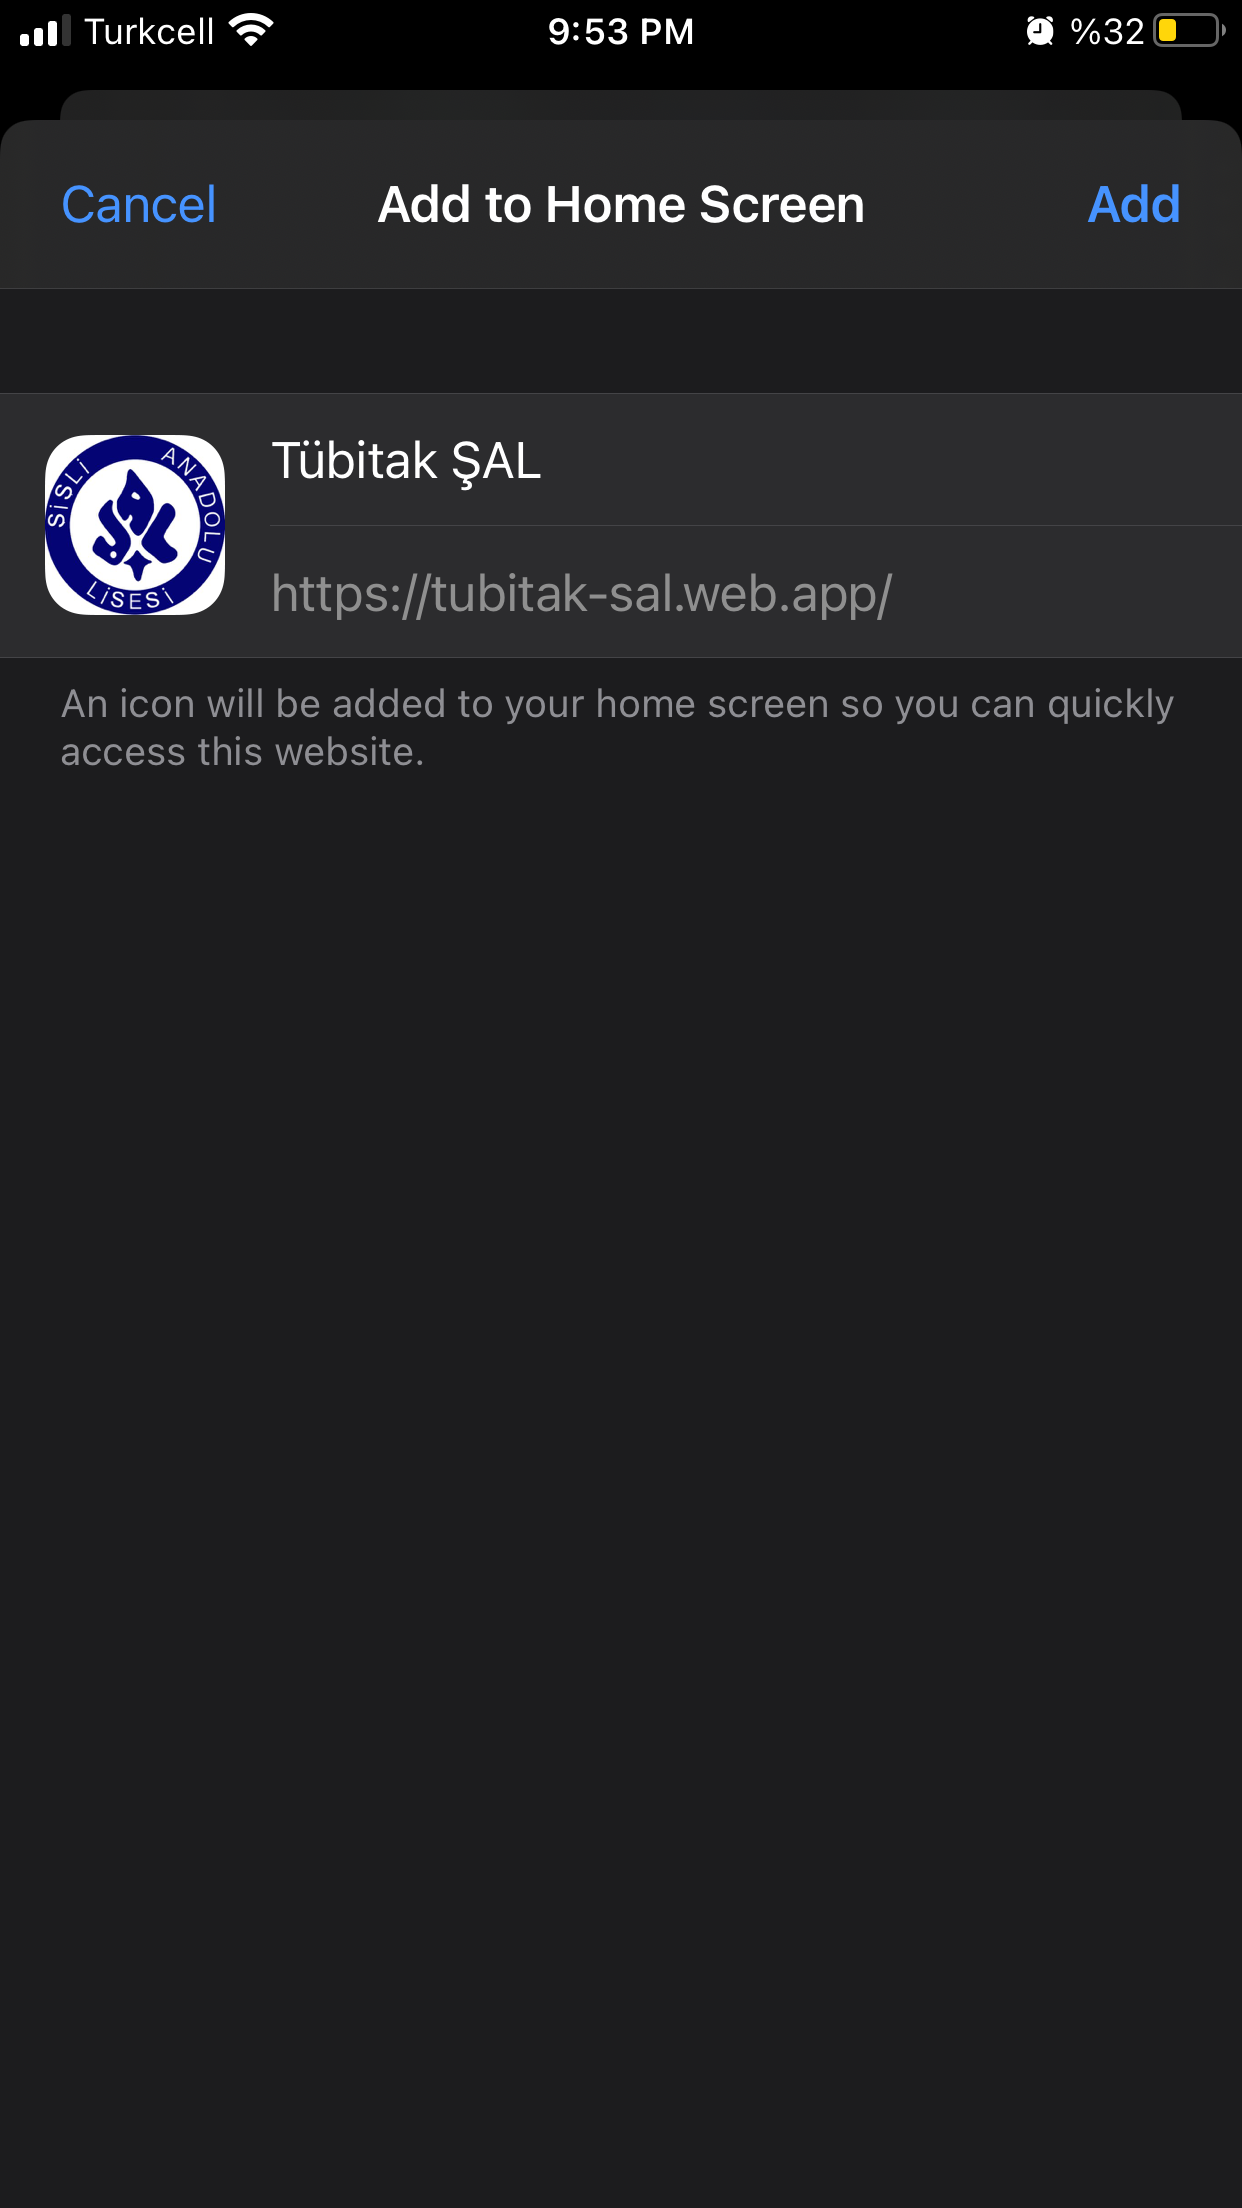 Turkcell 9:53 PM %32
Cancel Add to Home Screen Add
ŞİŞLİ ANADOLU LİSESİ
Tübitak ŞAL
https://tubitak-sal.web.app/
An icon will be added to your home screen so you can quickly
access this website.